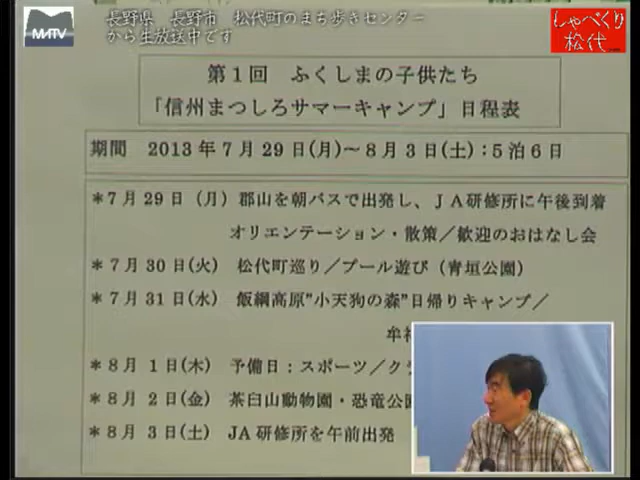 MATV
長野県 長野市 松代町のまち歩きセンター
から生放送中です
しゃべくり
松代
第1回 ふくしまの子供たち
「信州まつしろサマーキャンプ」日程表
期間 2013年7月29日(月)～8月3日(土):5泊6日
*7月29日(月) 郡山を朝バスで出発し、JA研修所に午後到着
オリエンテーション・散策／歓迎のおはなし会
*7月30日(火) 松代町巡り／プール遊び(青垣公園)
*7月31日(水) 飯綱高原"小天狗の森"日帰りキャンプ／
*8月 1日(木) 予備日:スポーツ／ク
*8月 2日(金) 茶臼山動物園・恐竜公園
*8月 3日(土) JA研修所を午前出発